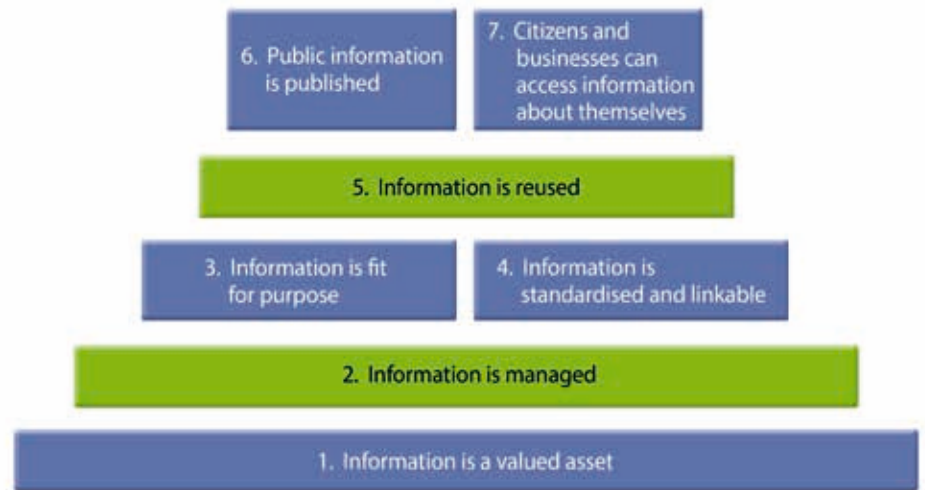 6. Public information
is published
7. Citizens and
businesses can
access information
about themselves
5. Information is reused
3. Information is fit
for purpose
4. Information is
standardised and linkable
2. Information is managed
1. Information is a valued asset